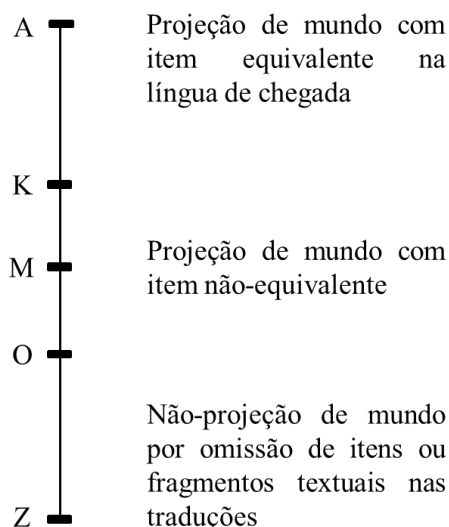 A
Projeção de mundo com
item equivalente na
língua de chegada
K
Projeção de mundo com
M
item não-equivalente
O
Não-projeção de mundo
por omissão de itens ou
fragmentos textuais nas
Z
traduções